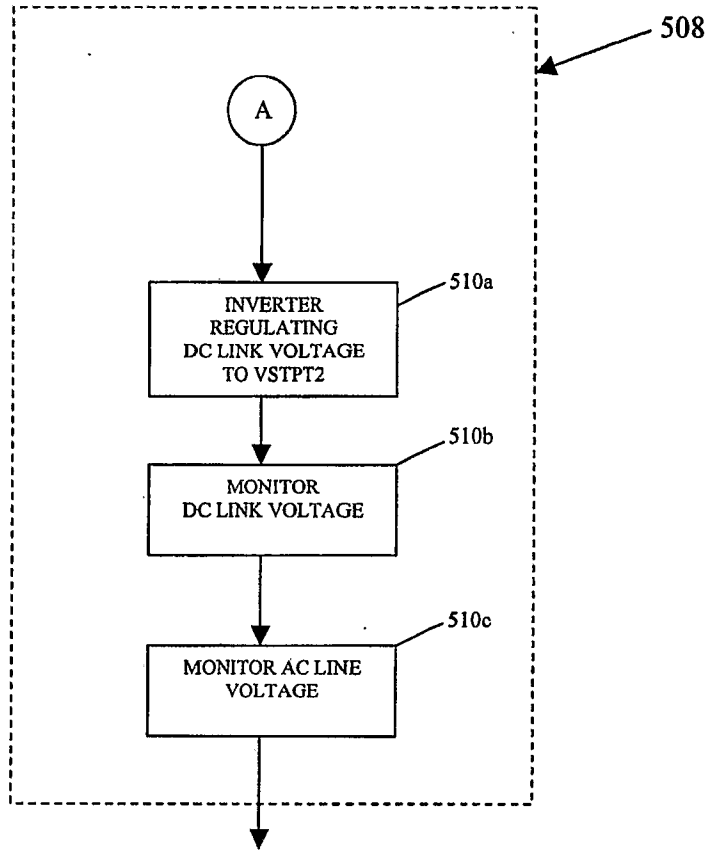 508
A
510a
INVERTER
REGULATING
DC LINK VOLTAGE
TO VSTPT2
510b
MONITOR
DC LINK VOLTAGE
510c
MONITOR AC LINE
VOLTAGE